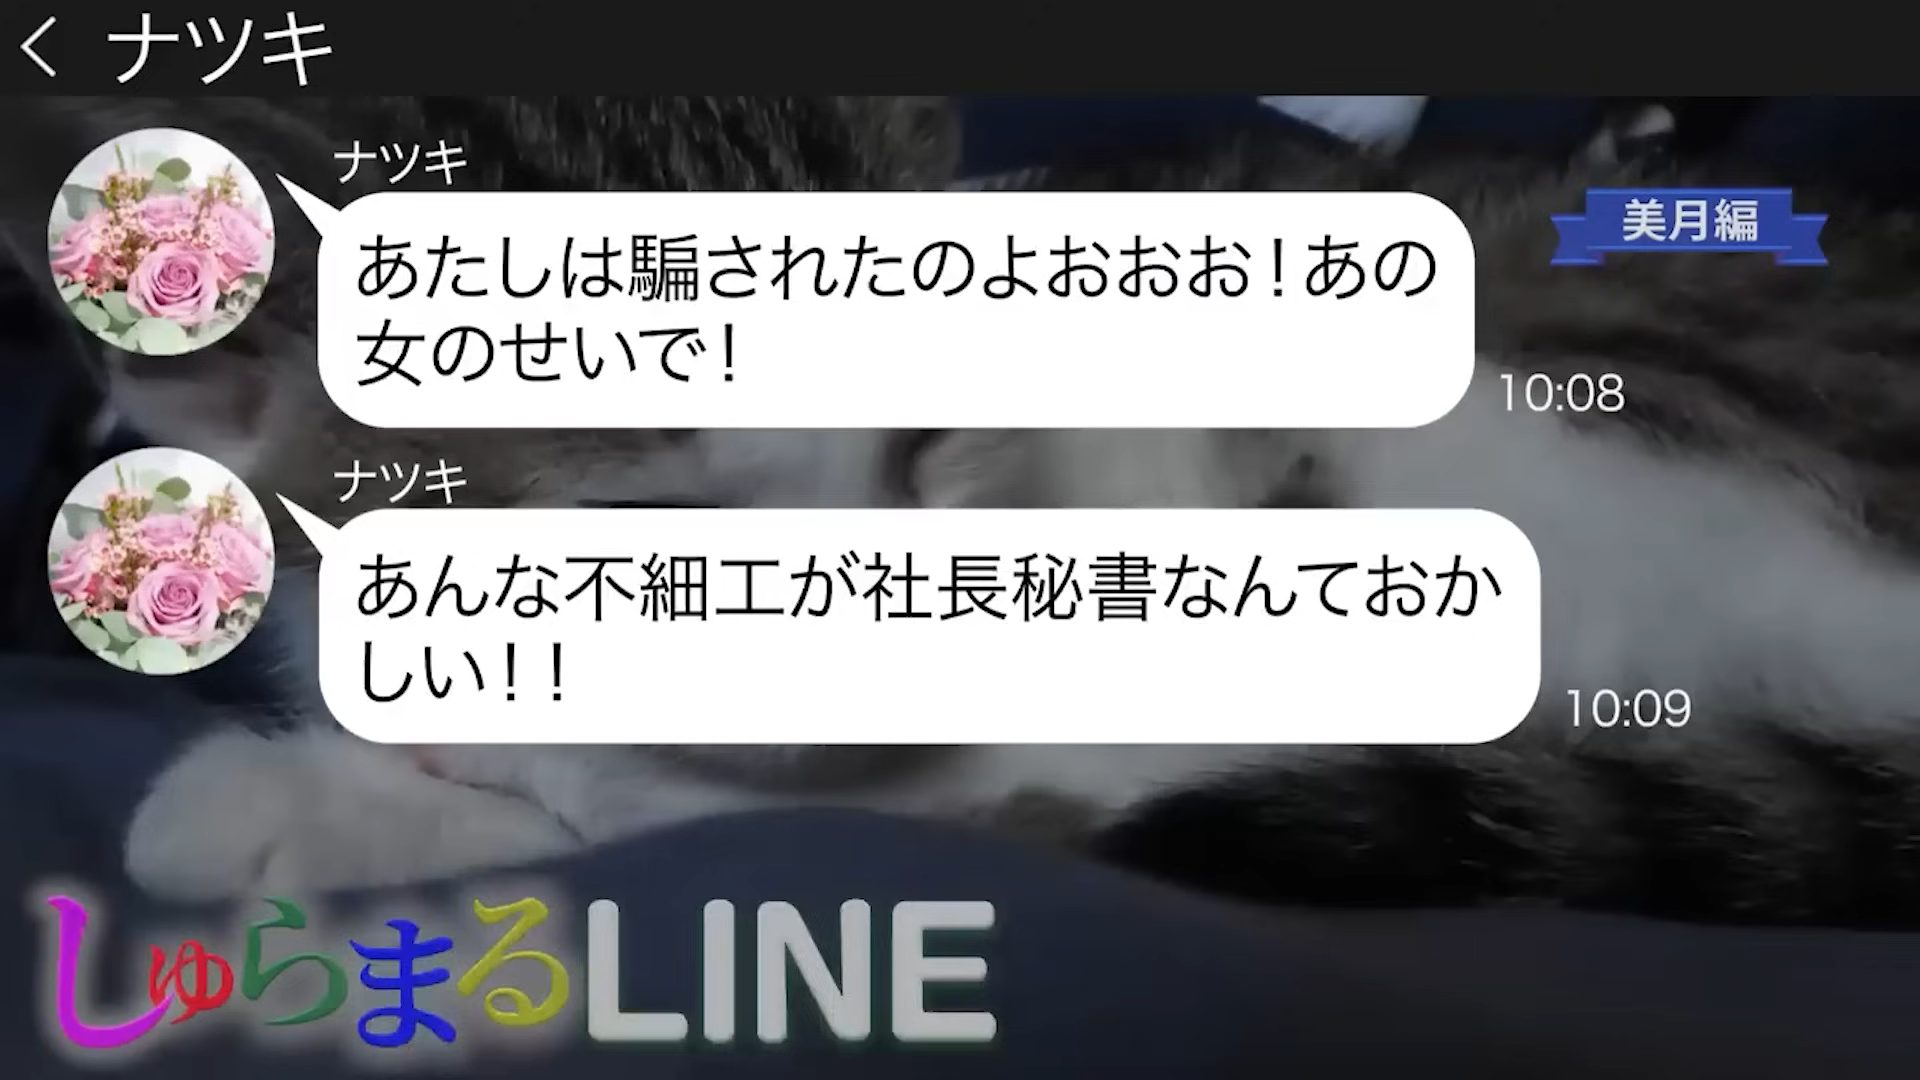 ナツキ
ナツキ
あたしは騙されたのよおおお！あの
女のせいで！
10:08
美月編
ナツキ
あんな不細工が社長秘書なんておか
しい！！
10:09
しゅらまるLINE